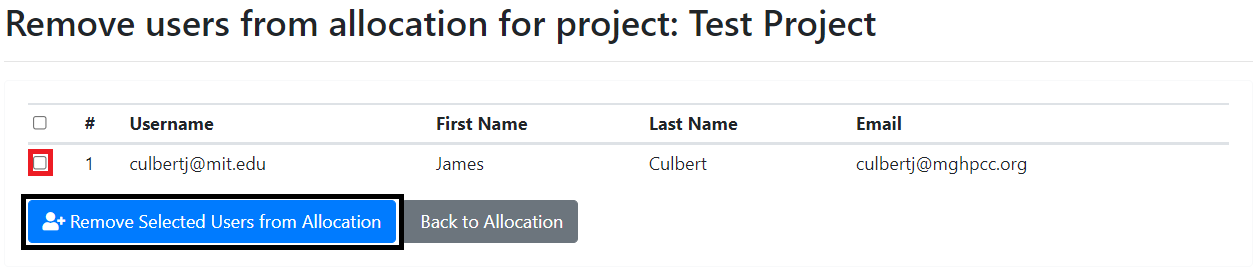 Remove users from allocation for project: Test Project
# Username First Name Last Name Email
1 culbertj@mit.edu James Culbert culbertj@mghpcc.org
Remove Selected Users from Allocation Back to Allocation